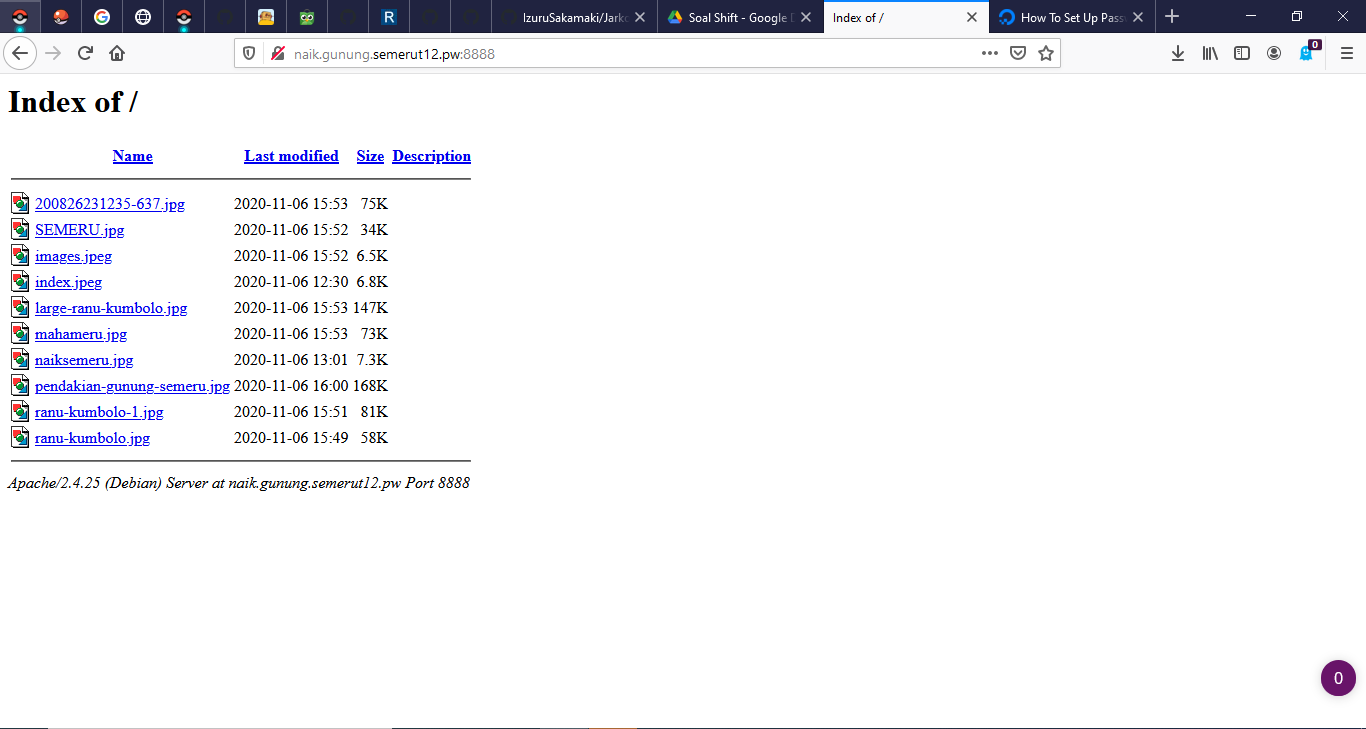 R
IzuruSakamaki/Jarko
Soal Shift - Google D
Index of /
How To Set Up Pass
naik.gunung.semerut12.pw:8888
0
Index of /
Name Last modified Size Description
200826231235-637.jpg 2020-11-06 15:53 75K
SEMERU.jpg 2020-11-06 15:52 34K
images.jpeg 2020-11-06 15:52 6.5K
index.jpeg 2020-11-06 12:30 6.8K
large-ranu-kumbolo.jpg 2020-11-06 15:53 147K
mahameru.jpg 2020-11-06 15:53 73K
naiksemeru.jpg 2020-11-06 13:01 7.3K
pendakian-gunung-semeru.jpg 2020-11-06 16:00 168K
ranu-kumbolo-1.jpg 2020-11-06 15:51 81K
ranu-kumbolo.jpg 2020-11-06 15:49 58K
Apache/2.4.25 (Debian) Server at naik.gunung.semerut12.pw Port 8888
0